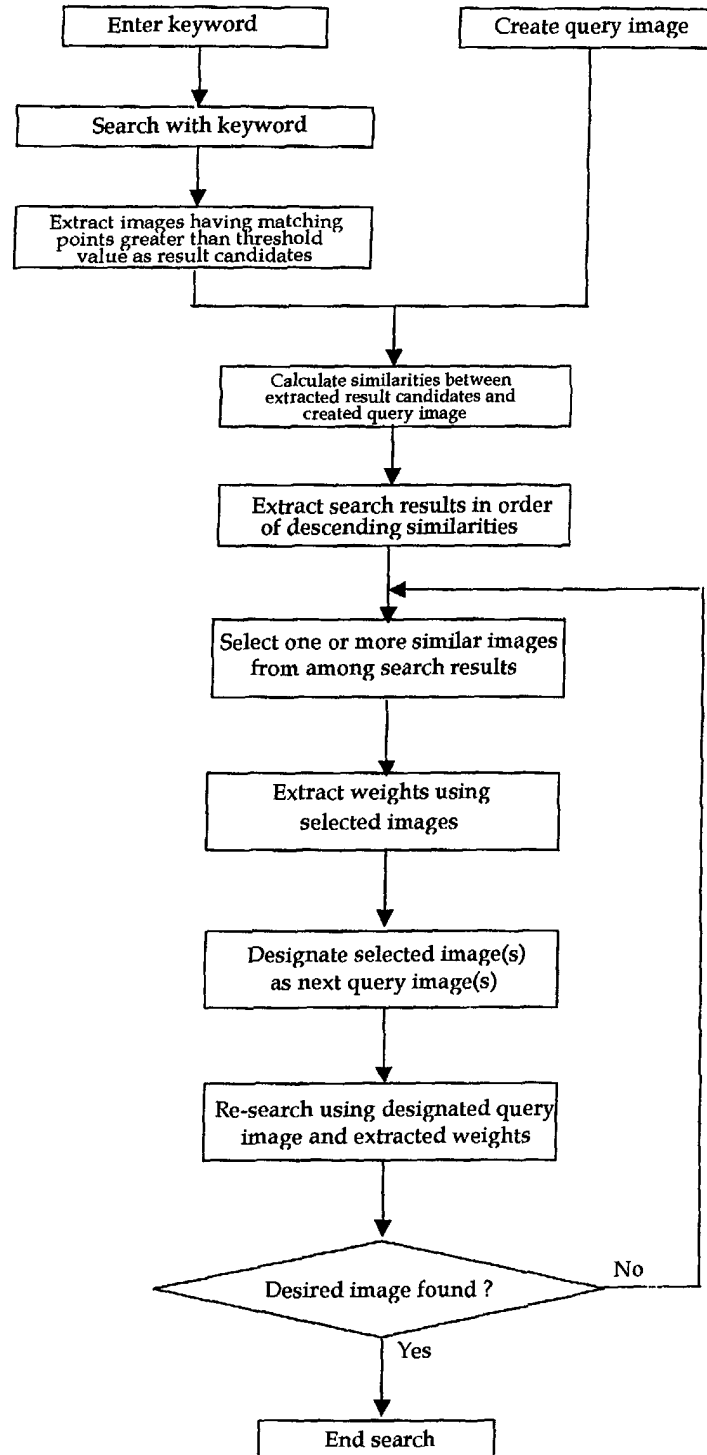 Enter keyword
Create query image
Search with keyword
Extract images having matching
points greater than threshold
value as result candidates
Calculate similarities between
extracted result candidates and
created query image
Extract search results in order
of descending similarities
Select one or more similar images
from among search results
Extract weights using
selected images
Designate selected image(s)
as next query image(s)
Re-search using designated query
image and extracted weights
Desired image found ?
No
Yes
End search